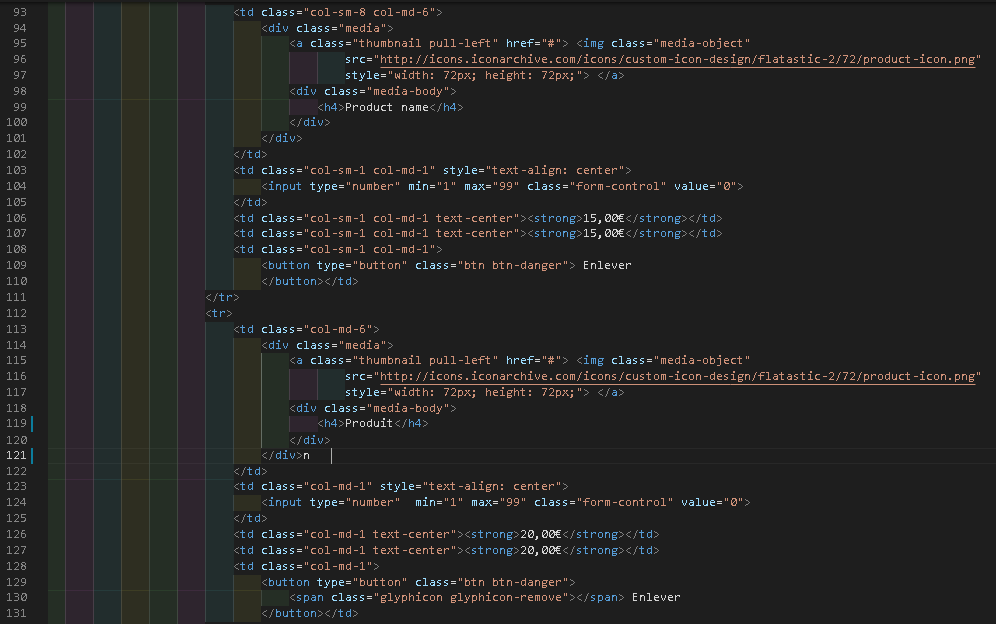 93 <td class="col-sm-8 col-md-6">
94 <div class="media">
95 <a class="thumbnail pull-left" href="#"> <img class="media-object"
96 src="http://icons.iconarchive.com/icons/custom-icon-design/flatastic-2/72/product-icon.png"
97 style="width: 72px; height: 72px;"> </a>
98 <div class="media-body">
99 <h4>Product name</h4>
100 </div>
101 </div>
102 </td>
103 <td class="col-sm-1 col-md-1" style="text-align: center">
104 <input type="number" min="1" max="99" class="form-control" value="0">
105 </td>
106 <td class="col-sm-1 col-md-1 text-center"><strong>15,00€</strong></td>
107 <td class="col-sm-1 col-md-1 text-center"><strong>15,00€</strong></td>
108 <td class="col-sm-1 col-md-1">
109 <button type="button" class="btn btn-danger"> Enlever
110 </button></td>
111 </tr>
112 <tr>
113 <td class="col-md-6">
114 <div class="media">
115 <a class="thumbnail pull-left" href="#"> <img class="media-object"
116 src="http://icons.iconarchive.com/icons/custom-icon-design/flatastic-2/72/product-icon.png"
117 style="width: 72px; height: 72px;"> </a>
118 <div class="media-body">
119 <h4>Produit</h4>
120 </div>
121 </div>n
122 </td>
123 <td class="col-md-1" style="text-align: center">
124 <input type="number"  min="1" max="99" class="form-control" value="0">
125 </td>
126 <td class="col-md-1 text-center"><strong>20,00€</strong></td>
127 <td class="col-md-1 text-center"><strong>20,00€</strong></td>
128 <td class="col-md-1">
129 <button type="button" class="btn btn-danger">
130 <span class="glyphicon glyphicon-remove"></span> Enlever
131 </button></td>